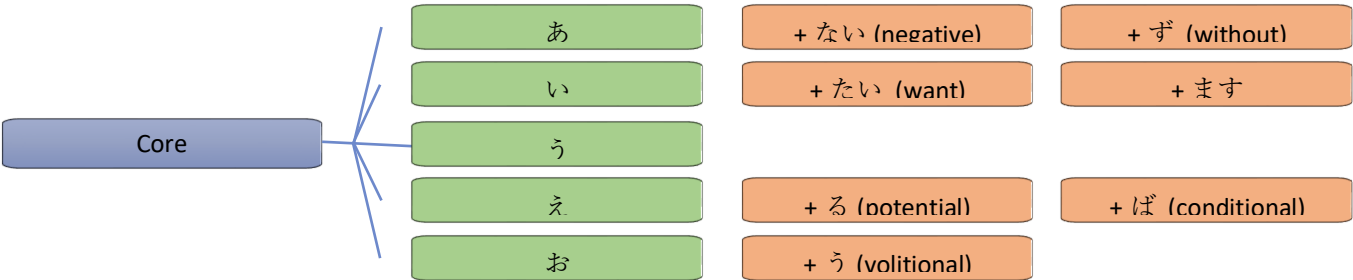 あ + ない (negative) + ず (without)
い + たい (want) + ます
Core う
え + る (potential) + ば (conditional)
お + う (volitional)